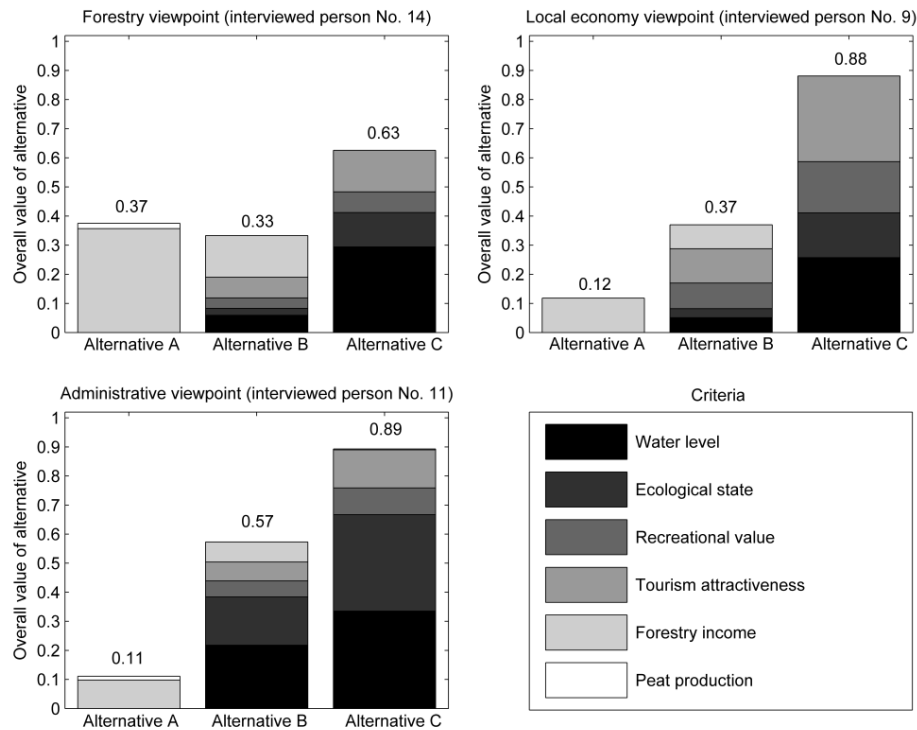 Forestry viewpoint (interviewed person No. 14)
Overall value of alternative
1
0.9
0.8
0.7
0.6
0.5
0.4
0.3
0.2
0.1
0
0.37
0.33
0.63
Alternative A
Alternative B
Alternative C
Local economy viewpoint (interviewed person No. 9)
Overall value of alternative
1
0.9
0.8
0.7
0.6
0.5
0.4
0.3
0.2
0.1
0
0.12
0.37
0.88
Alternative A
Alternative B
Alternative C
Administrative viewpoint (interviewed person No. 11)
Overall value of alternative
1
0.9
0.8
0.7
0.6
0.5
0.4
0.3
0.2
0.1
0
0.11
0.57
0.89
Alternative A
Alternative B
Alternative C
Criteria
Water level
Ecological state
Recreational value
Tourism attractiveness
Forestry income
Peat production